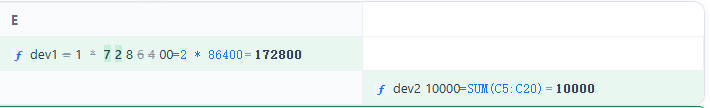 E
ƒ dev1 = 1 * 7 2 8 6 4 00=2 * 86400 = 172800
ƒ dev2 10000=SUM(C5:C20) = 10000